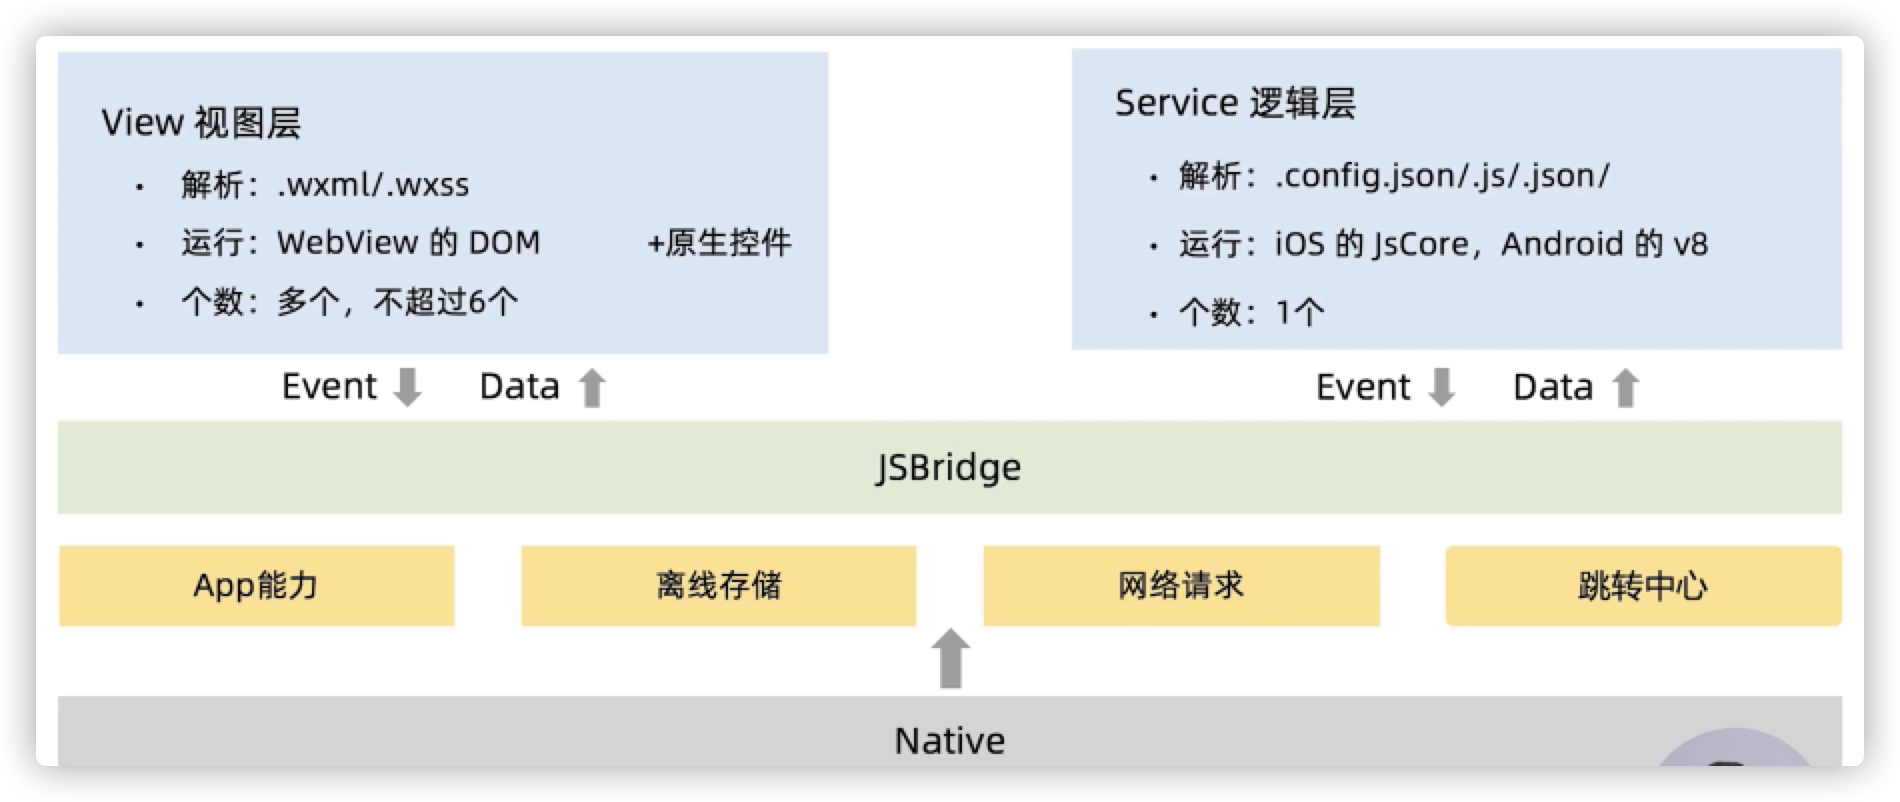 View 视图层
• 解析：.wxml/.wxss
• 运行：WebView 的 DOM +原生控件
• 个数：多个，不超过6个
Service 逻辑层
• 解析：.config.json/.js/.json/
• 运行：iOS 的 JsCore，Android 的 v8
• 个数：1个
Event Data
Event Data
JSBridge
App能力
离线存储
网络请求
跳转中心
Native